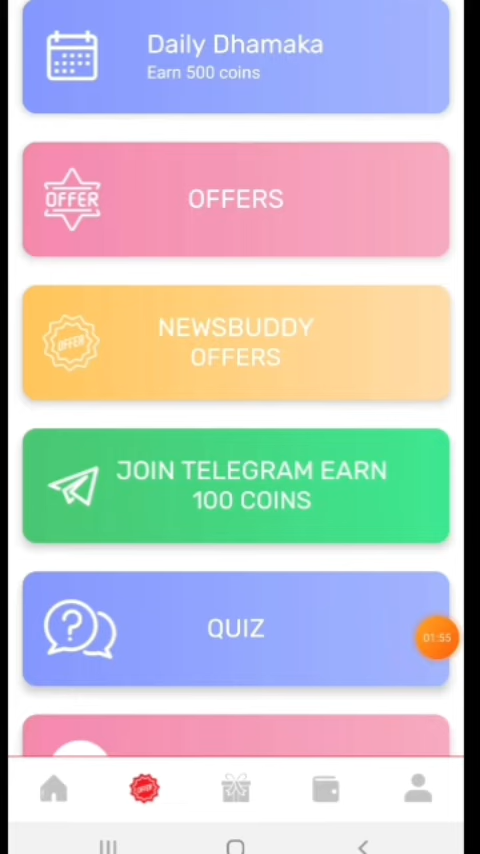 Daily Dhamaka
Earn 500 coins
OFFER
OFFERS
NEWSBUDDY
OFFERS
OFFER
JOIN TELEGRAM EARN
100 COINS
QUIZ
01:55